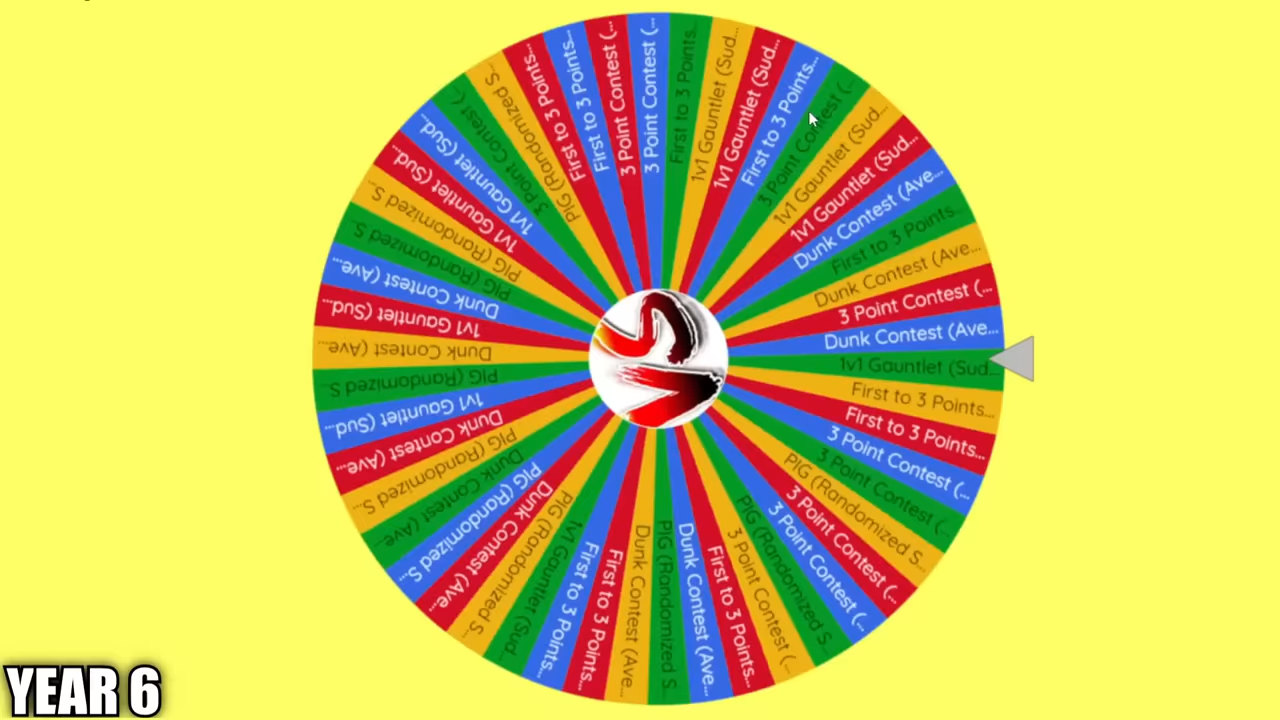 3 Point Contest (...
First to 3 Points...
1v1 Gauntlet (Sud...
1v1 Gauntlet (Sud...
First to 3 Points...
3 Point Contest (...
1v1 Gauntlet (Sud...
1v1 Gauntlet (Sud...
Dunk Contest (Ave...
First to 3 Points...
Dunk Contest (Ave...
3 Point Contest (...
Dunk Contest (Ave...
1v1 Gauntlet (Sud...
First to 3 Points...
First to 3 Points...
3 Point Contest (...
3 Point Contest (...
PIG (Randomized S...
3 Point Contest (...
3 Point Contest (...
PIG (Randomized S...
3 Point Contest (...
First to 3 Points...
Dunk Contest (Ave...
PIG (Randomized S...
Dunk Contest (Ave...
First to 3 Points...
First to 3 Points...
1v1 Gauntlet (Sud...
PIG (Randomized S...
Dunk Contest (Ave...
PIG (Randomized S...
Dunk Contest (Ave...
PIG (Randomized S...
Dunk Contest (Ave...
1v1 Gauntlet (Sud...
PIG (Randomized S...
Dunk Contest (Ave...
1v1 Gauntlet (Sud...
Dunk Contest (Ave...
PIG (Randomized S...
PIG (Randomized S...
1v1 Gauntlet (Sud...
1v1 Gauntlet (Sud...
3 Point Contest (...
PIG (Randomized S...
First to 3 Points...
First to 3 Points...
3 Point Contest (...
YEAR 6